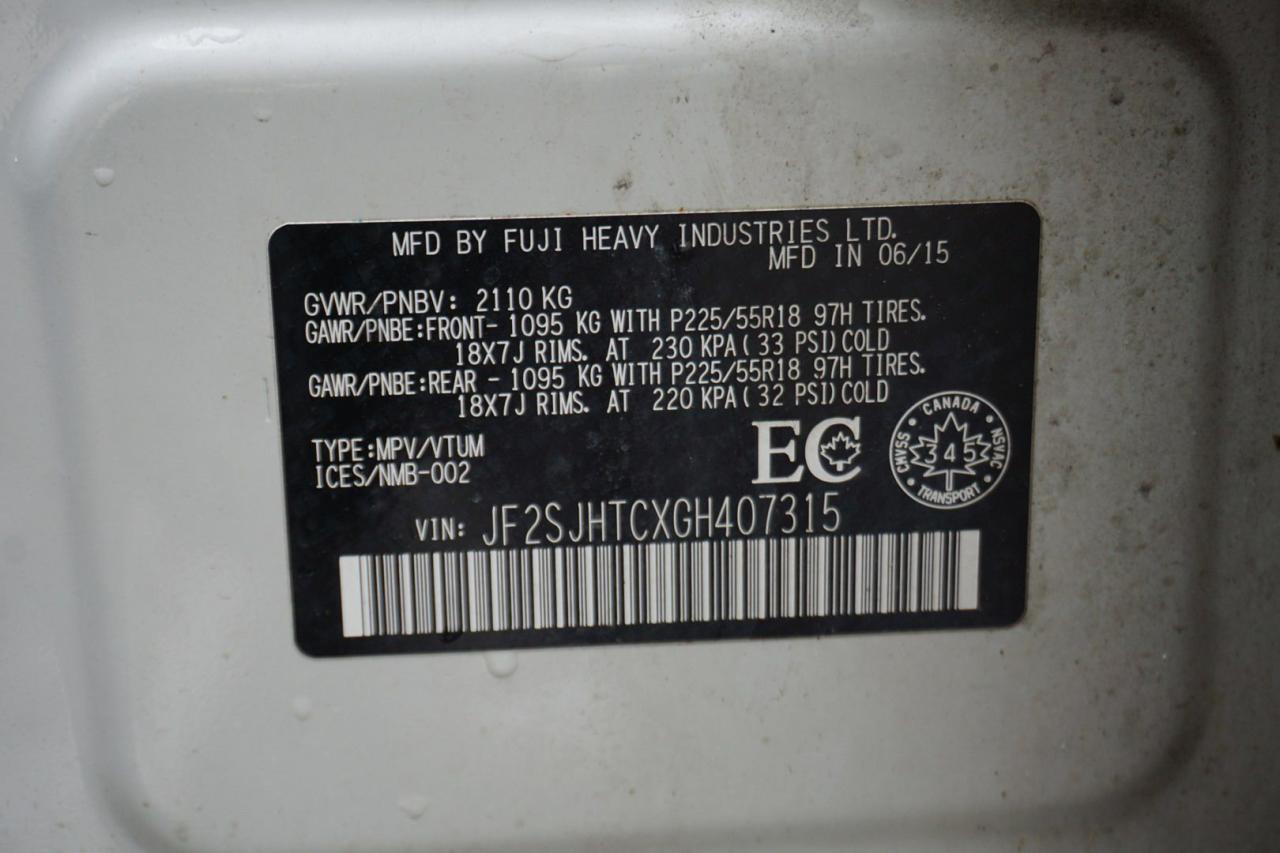 MFD BY FUJI HEAVY INDUSTRIES LTD.
MFD IN 06/15
GVWR/PNBV: 2110 KG
GAWR/PNBE:FRONT- 1095 KG WITH P225/55R18 97H TIRES.
18X7J RIMS. AT 230 KPA(33 PSI)COLD
GAWR/PNBE:REAR - 1095 KG WITH P225/55R18 97H TIRES.
18X7J RIMS. AT 220 KPA(32 PSI)COLD
TYPE:MPV/VTUM
ICES/NMB-002
EC
CANADA
CMVSS
345
NSVAC
TRANSPORT
VIN: JF2SJHTCXGH407315